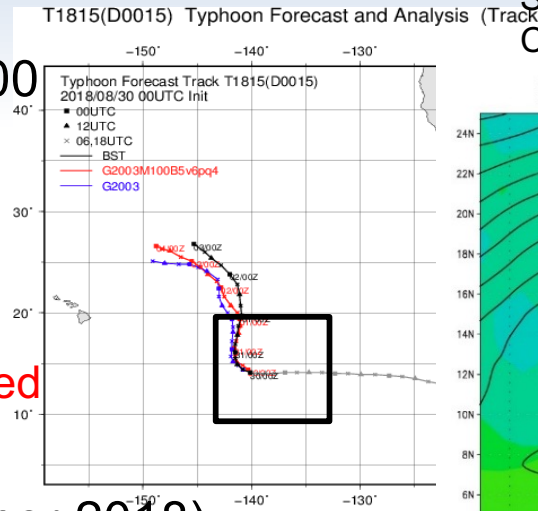 T1815(D0015)  Typhoon Forecast and Analysis  (Track
00
−150° −140° −130°
Typhoon Forecast Track T1815(D0015)
2018/08/30 00UTC Init
00UTC
12UTC
06,18UTC
BST
G2003M100B5v6pq4
G2003
40°
30°
20°
10°
ed
−150° −140° −130°
2018)
24N
22N
20N
18N
16N
14N
12N
10N
8N
6N